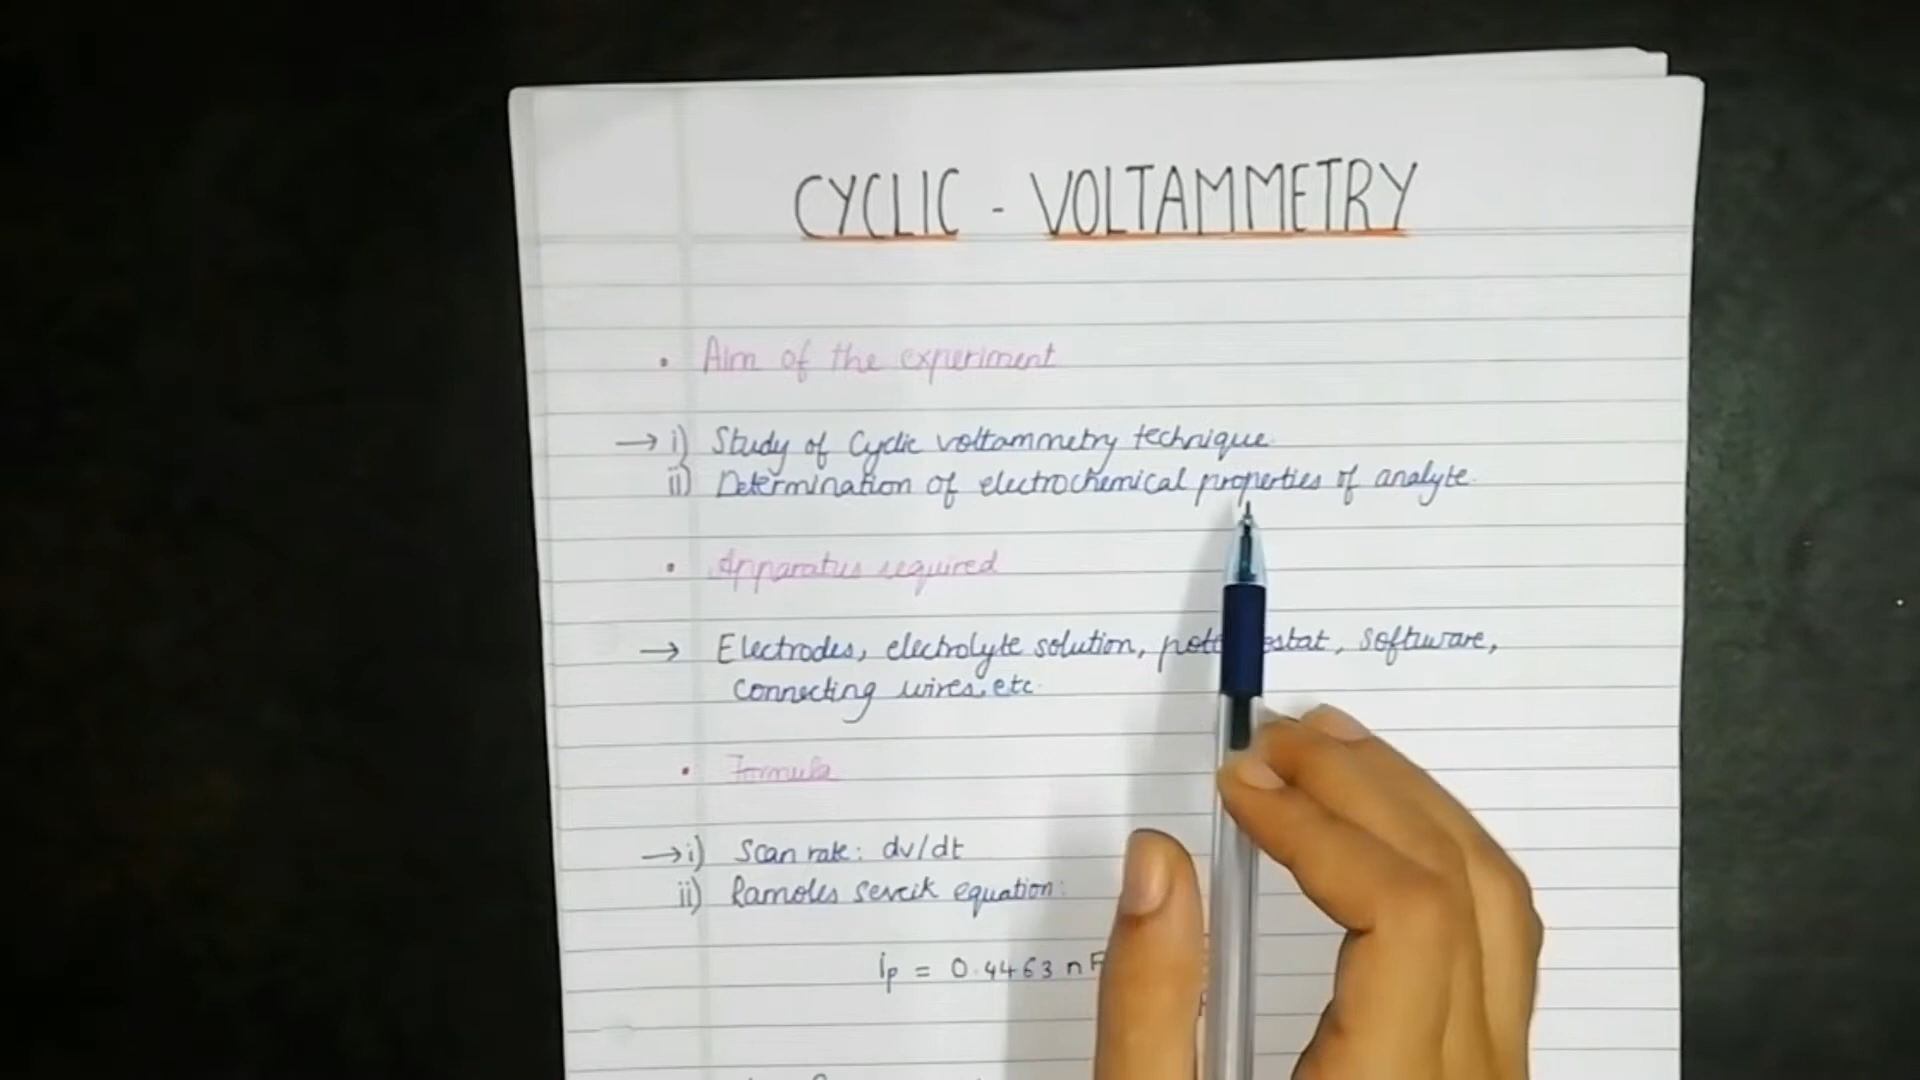 CYCLIC - VOLTAMMETRY
• Aim of the experiment
→ i) Study of Cyclic voltammetry technique.
ii) Determination of electrochemical properties of analyte.
• Apparatus required
→ Electrodes, electrolyte solution, software,
connecting wires, etc.
• Formula
→ i) Scan rate: dv/dt
ii) Ramoles sevcik equation:
ip = 0.4463 n F